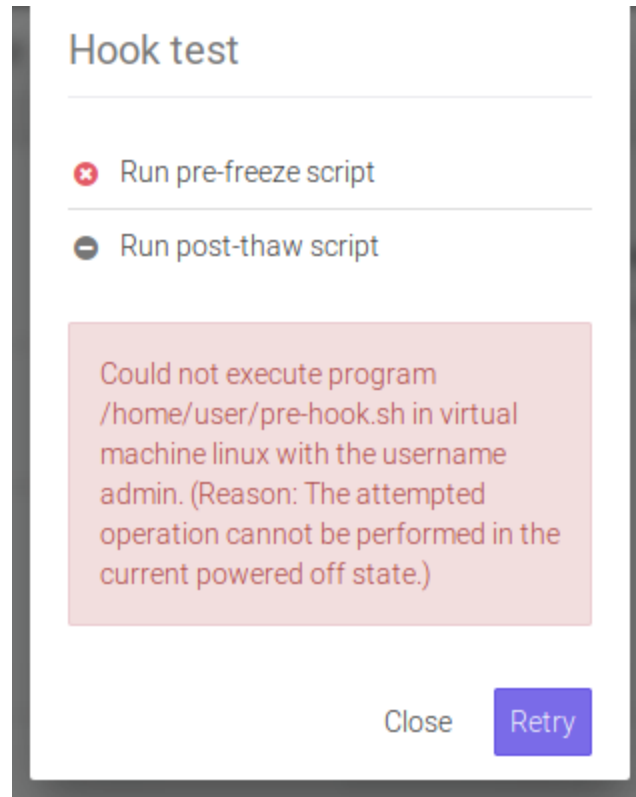 Hook test
Run pre-freeze script
Run post-thaw script
Could not execute program
/home/user/pre-hook.sh in virtual
machine linux with the username
admin. (Reason: The attempted
operation cannot be performed in the
current powered off state.)
Close Retry